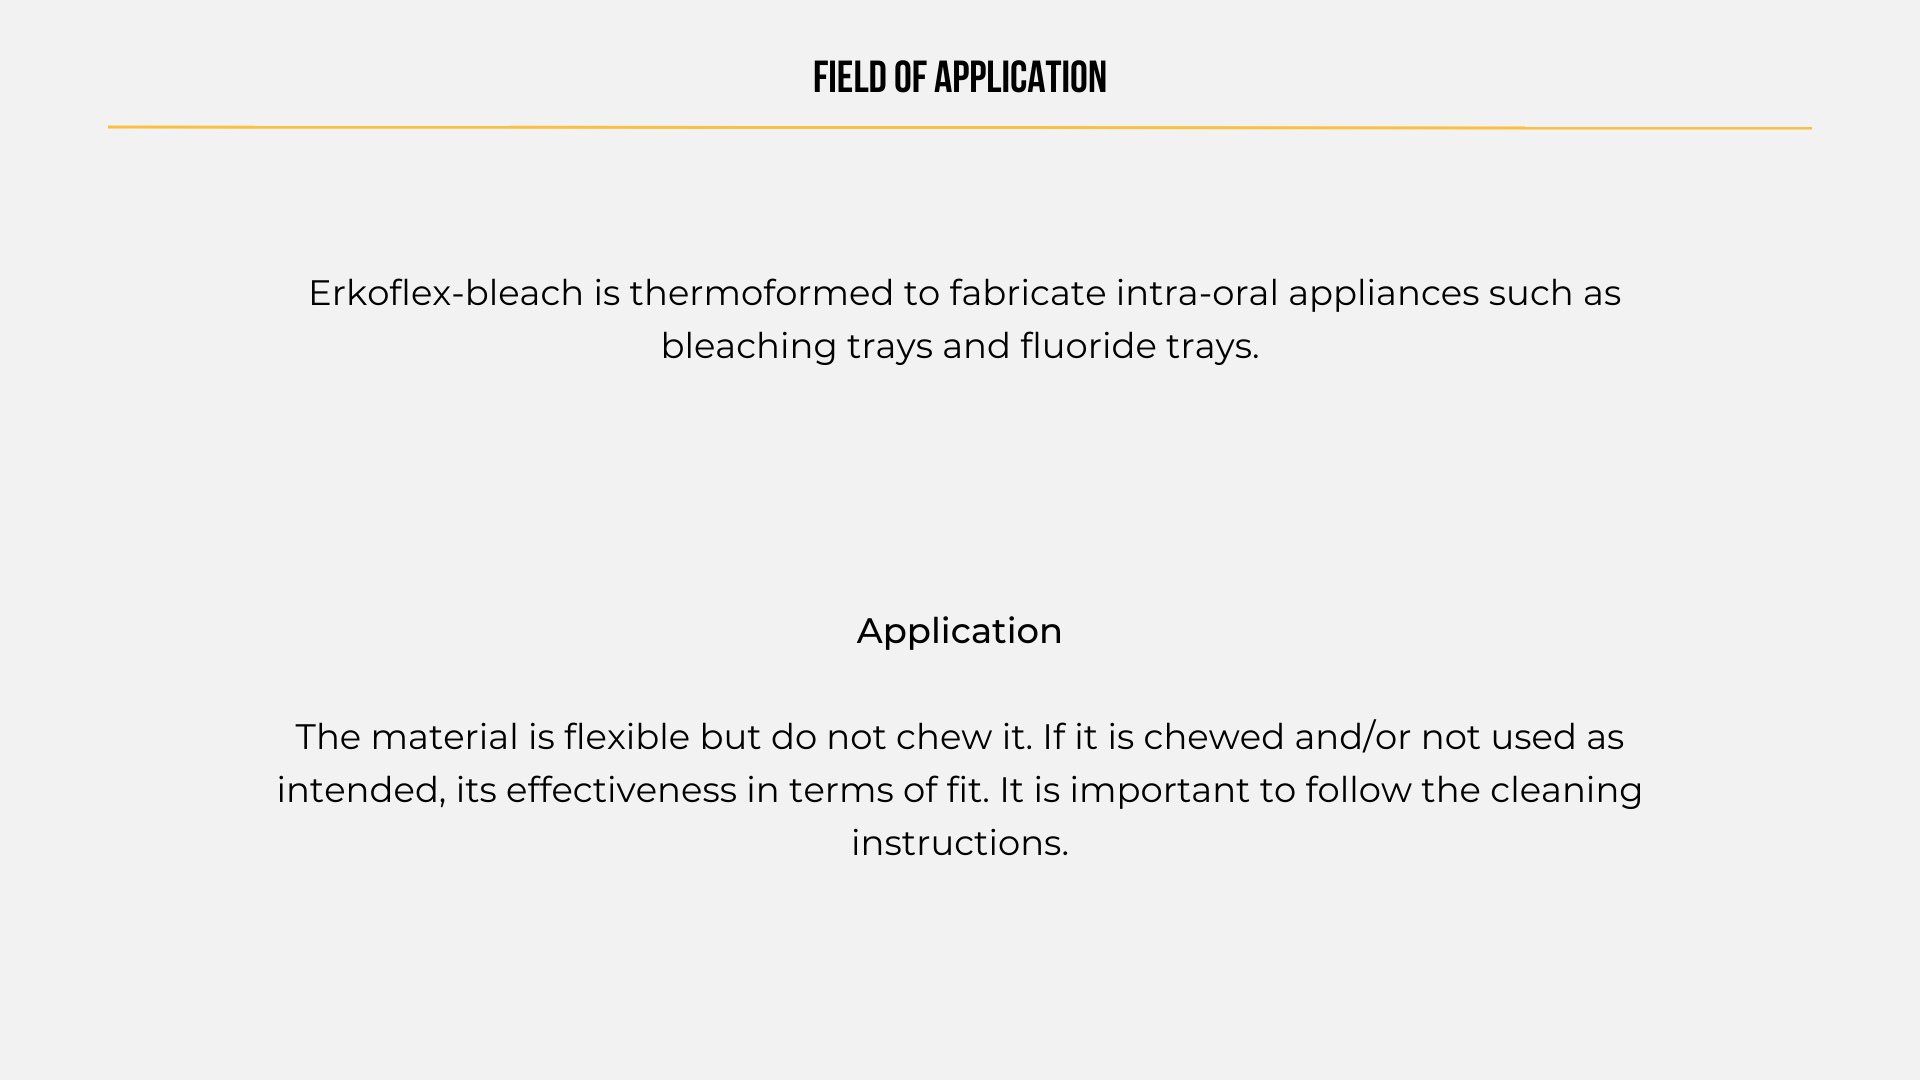 FIELD OF APPLICATION
Erkoflex-bleach is thermoformed to fabricate intra-oral appliances such as
bleaching trays and fluoride trays.
Application
The material is flexible but do not chew it. If it is chewed and/or not used as
intended, its effectiveness in terms of fit. It is important to follow the cleaning
instructions.